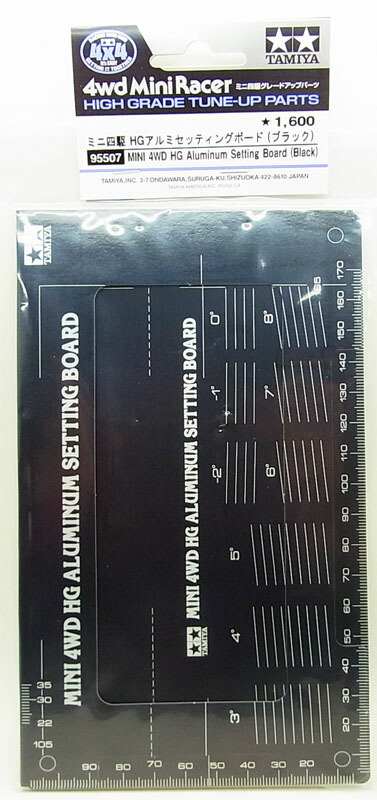 4x4
TAMIYA
4wd Mini Racer ミニ四駆グレードアップパーツ
HIGH GRADE TUNE-UP PARTS
★1,600
ミニ四駆 HGアルミセッティングボード(ブラック)
95507 MINI 4WD HG Aluminum Setting Board (Black)
TAMIYA,INC. 3-7 ONDAWARA, SURUGA-KU, SHIZUOKA 422-8610 JAPAN
TAMIYA
MINI 4WD HG ALUMINUM SETTING BOARD
TAMIYA
MINI 4WD HG ALUMINUM SETTING BOARD
0°
-1°
-2°
8°
7°
6°
5°
4°
3°
85
170
180
150
140
130
120
110
100
90
80
70
60
50
40
30
20
35
30
22
105
90 80 70 60 50 40 30 20